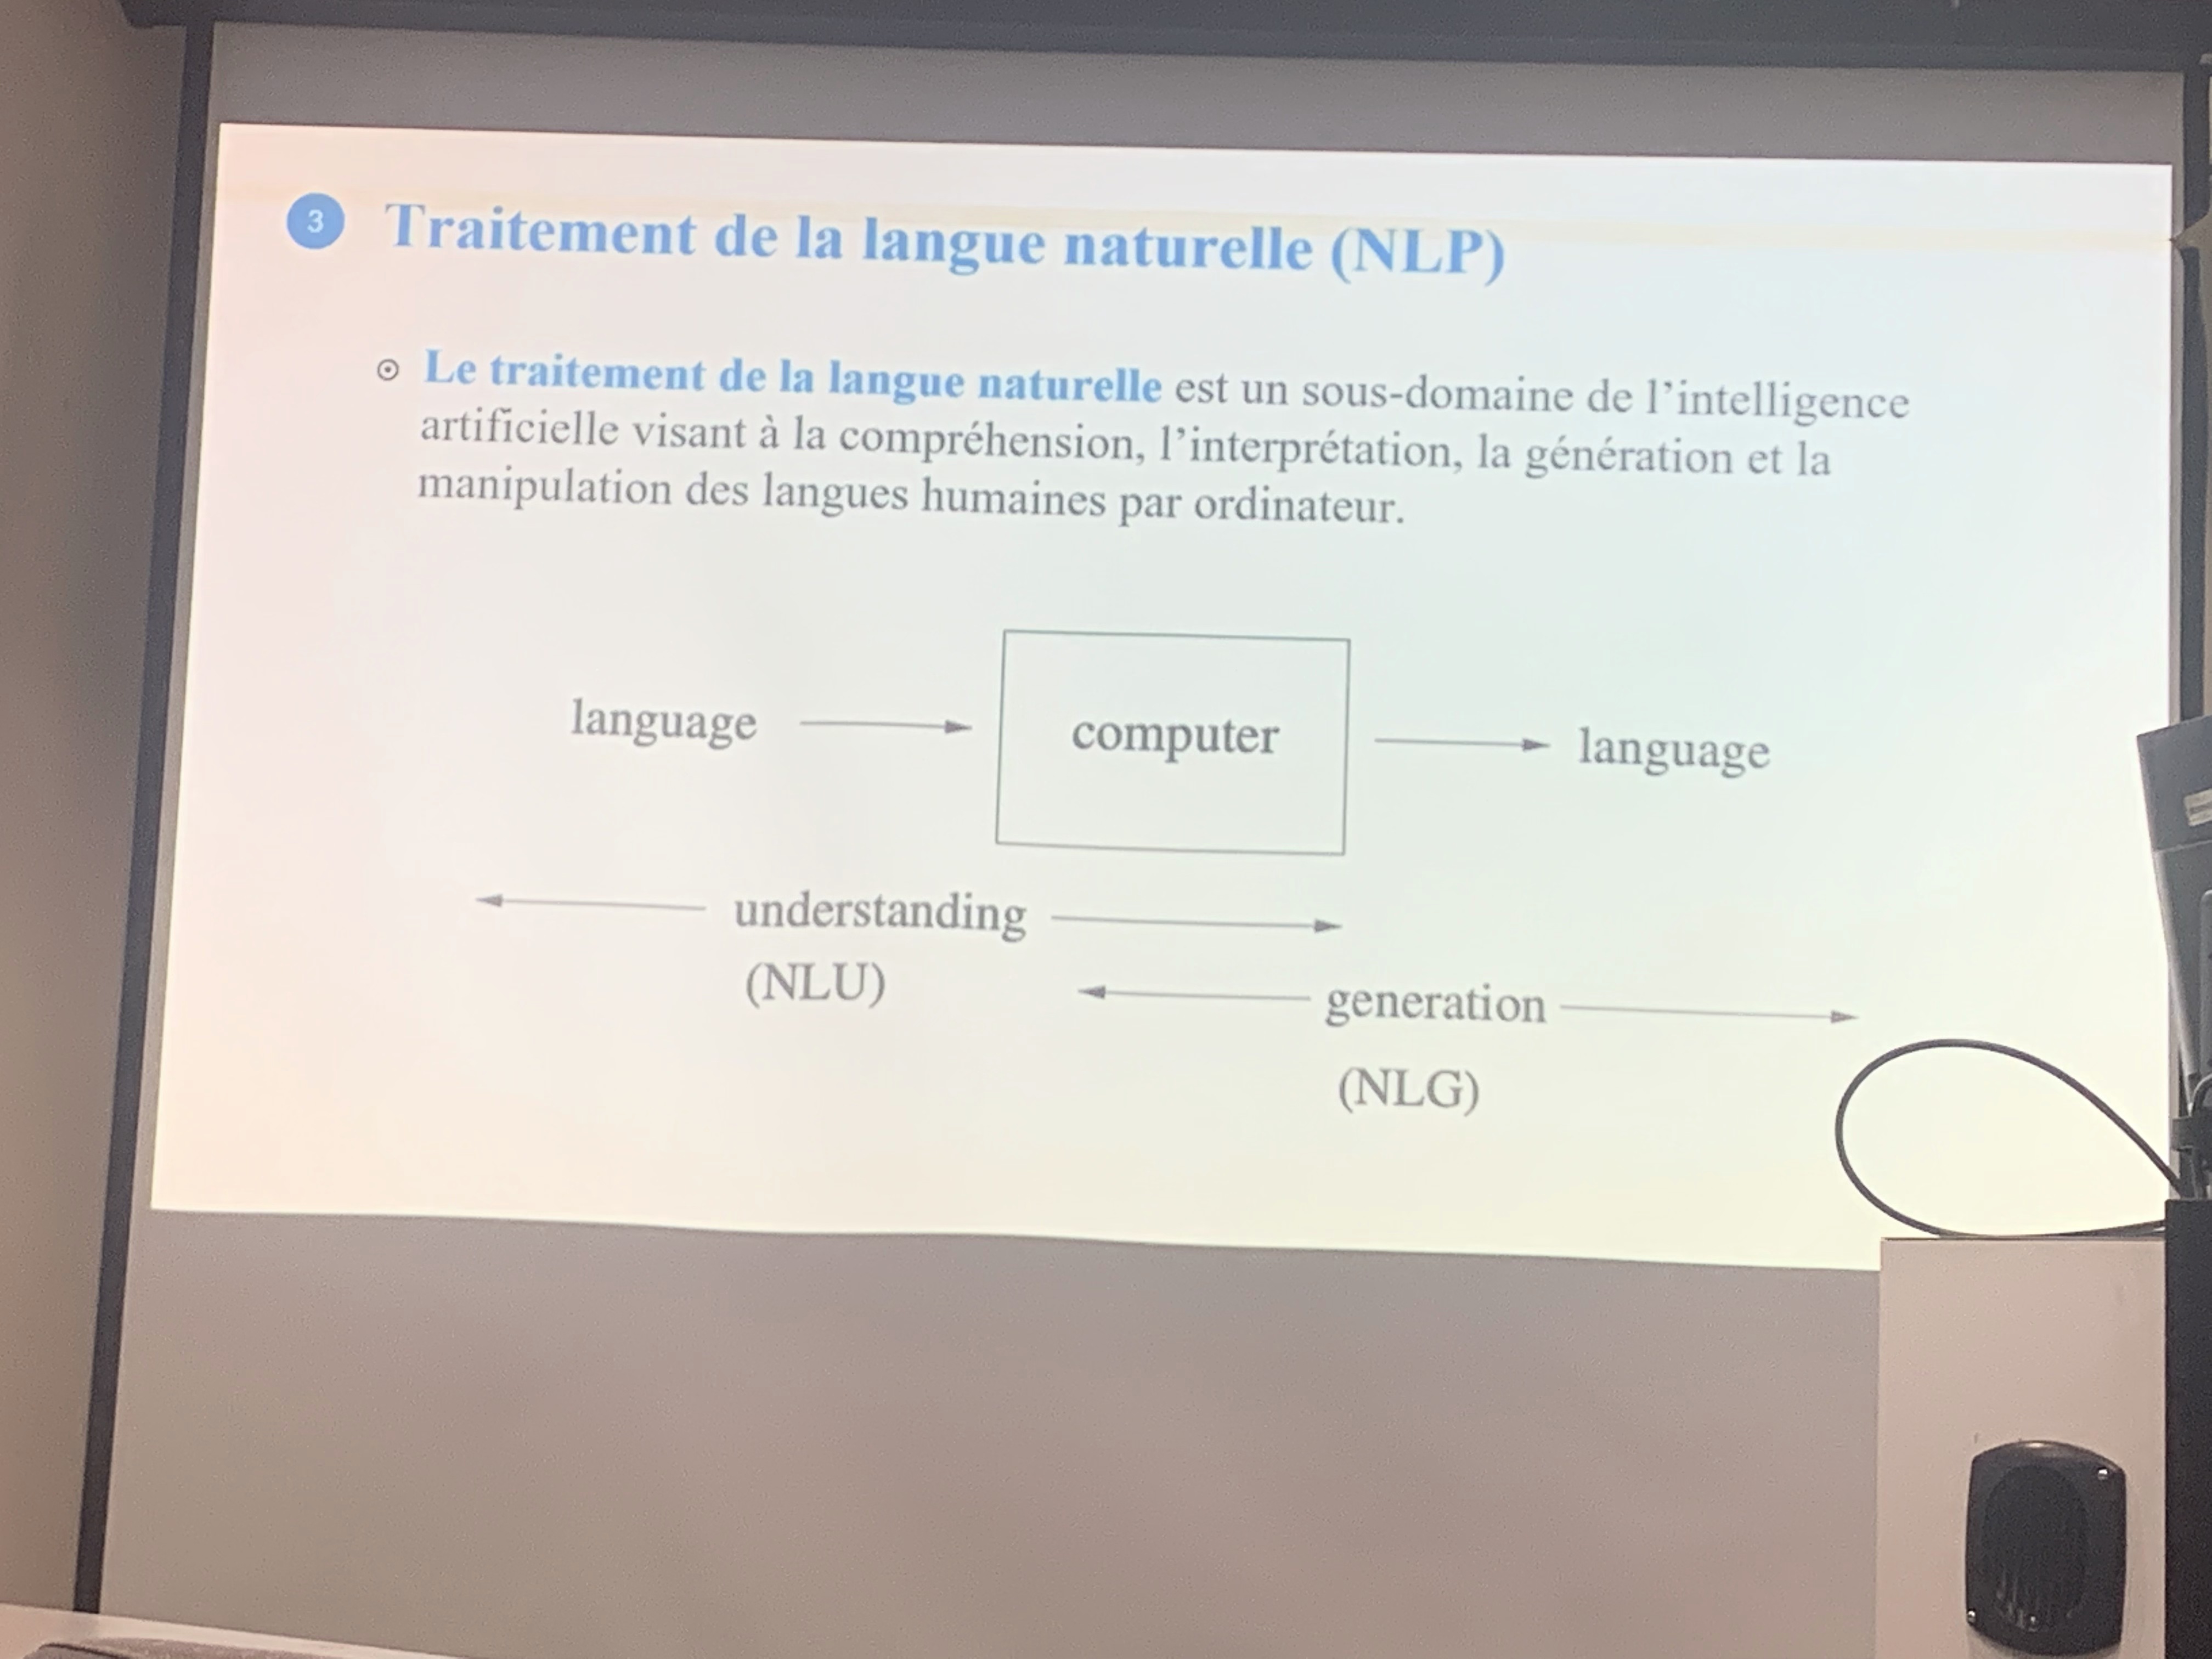 3 Traitement de la langue naturelle (NLP)
Le traitement de la langue naturelle est un sous-domaine de l'intelligence
artificielle visant à la compréhension, l'interprétation, la génération et la
manipulation des langues humaines par ordinateur.
language computer language
understanding
(NLU)
generation
(NLG)